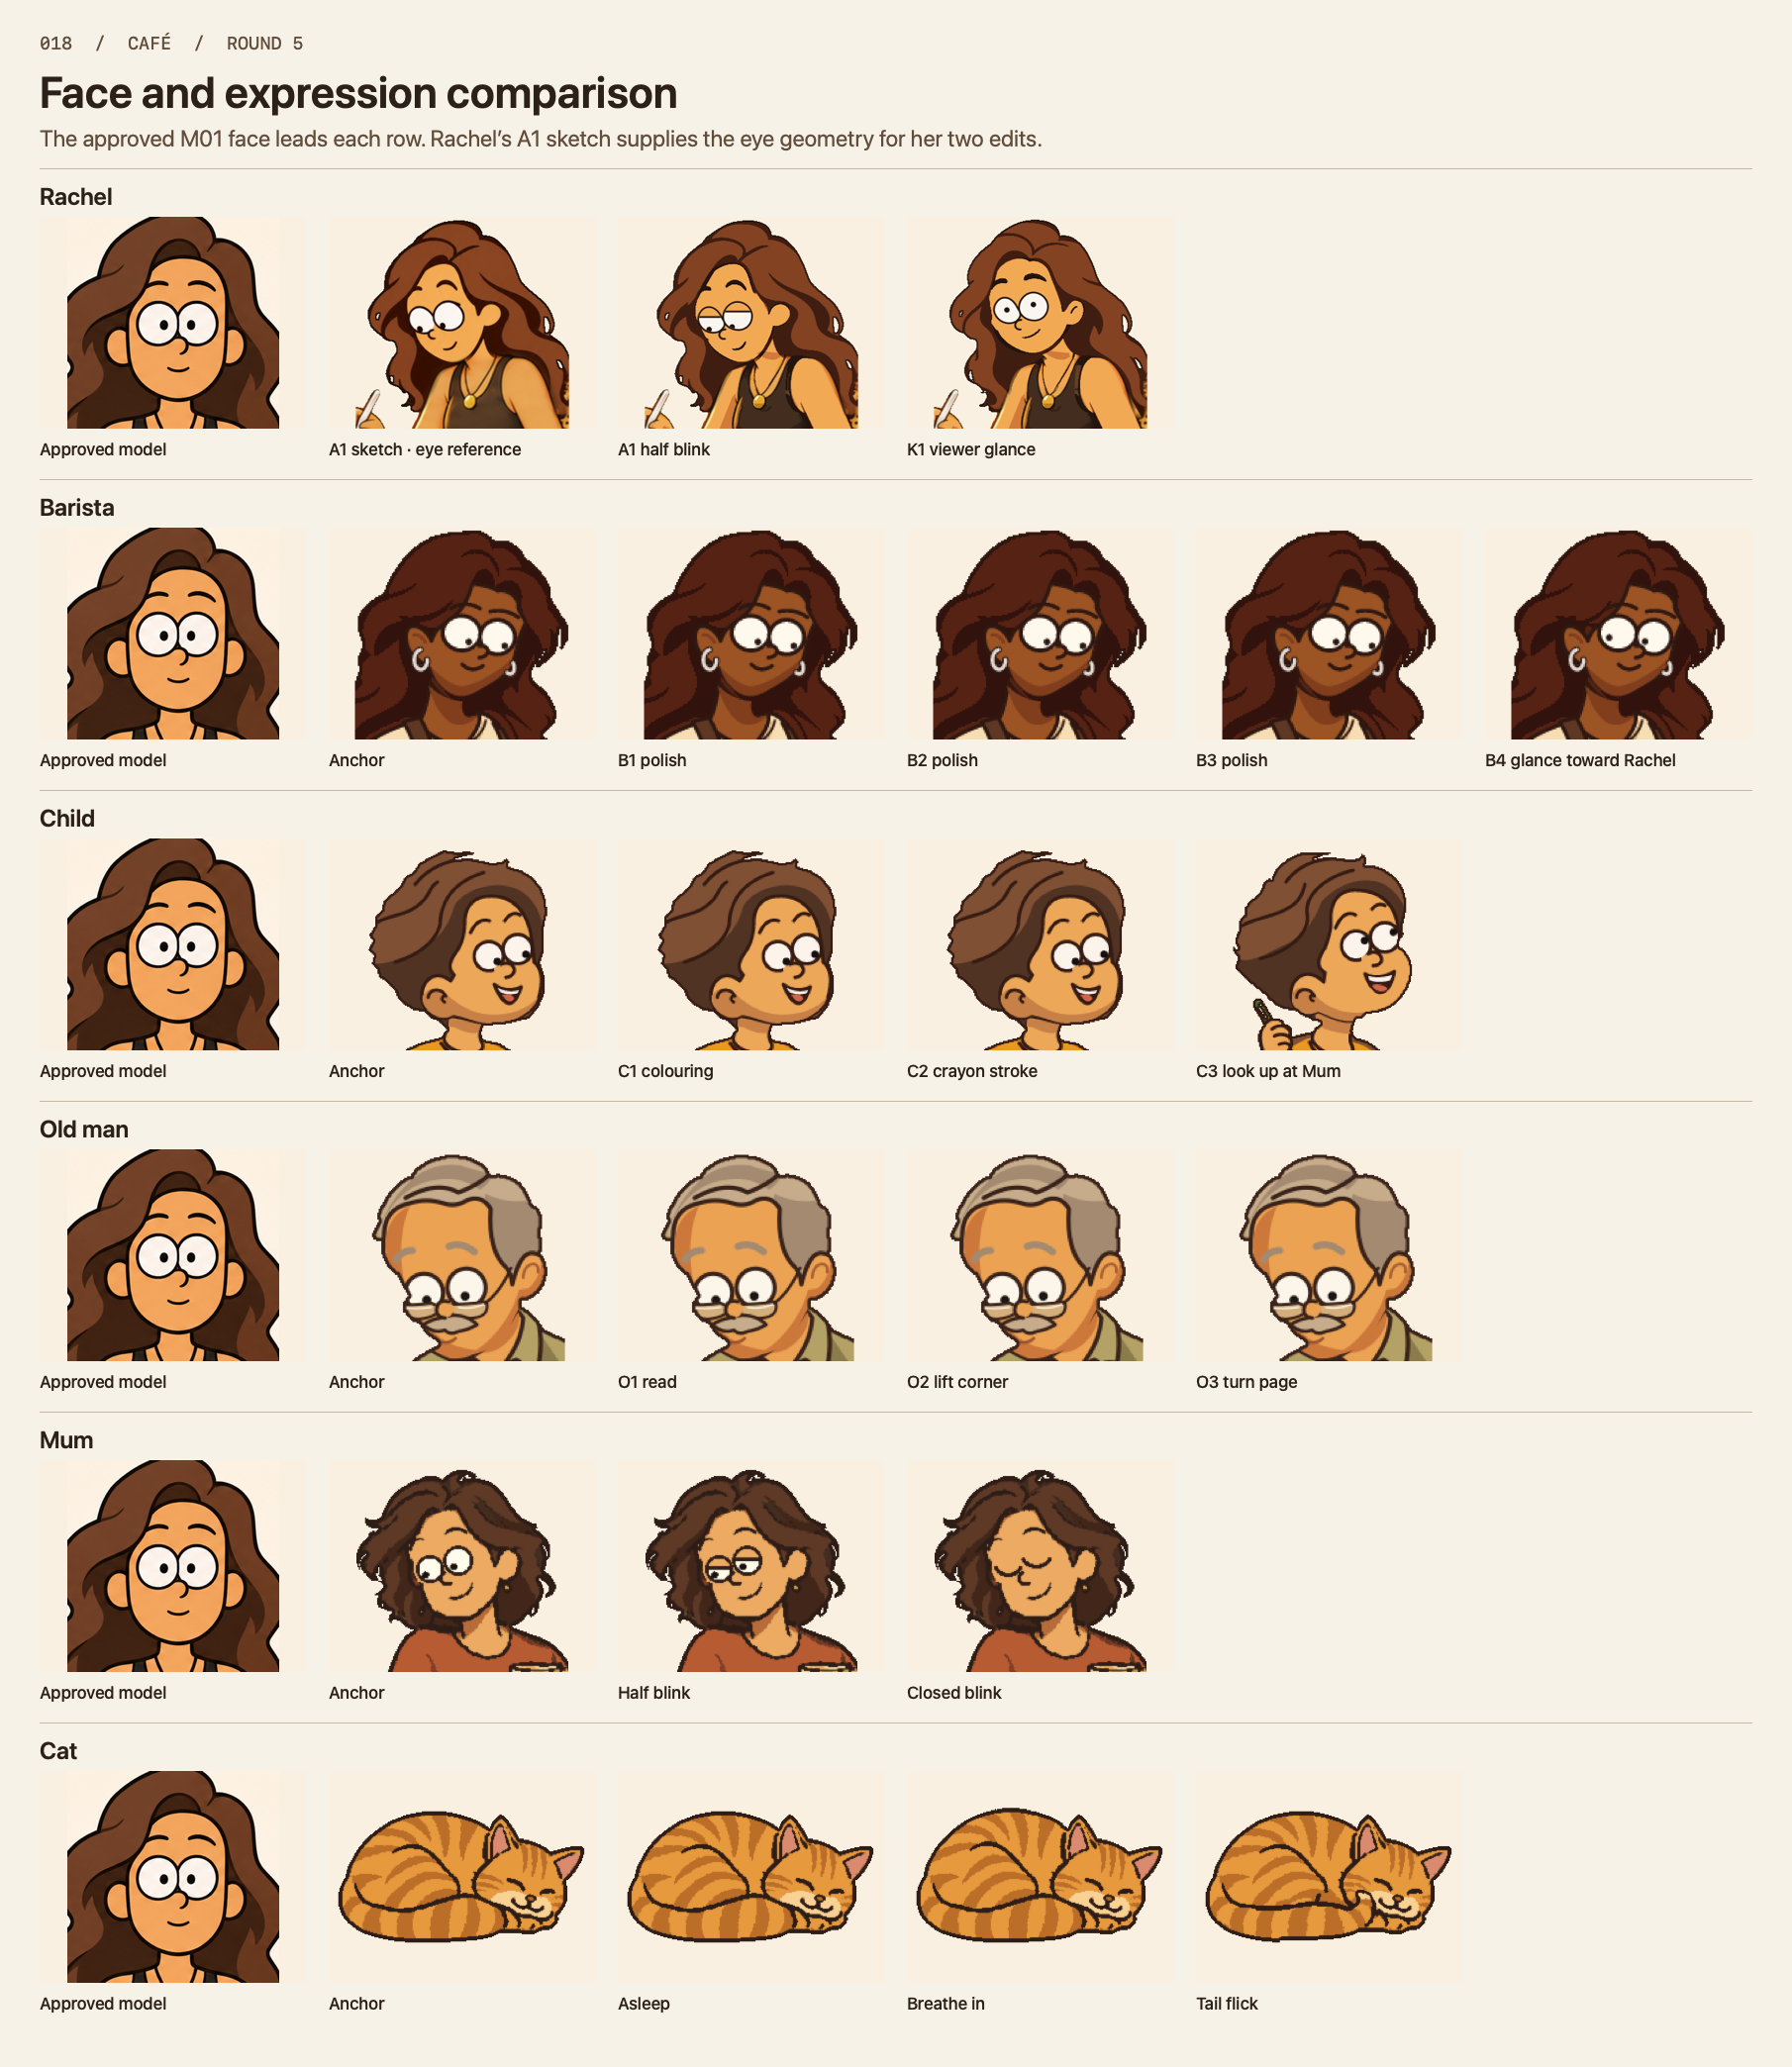 018 / CAFÉ / ROUND 5
Face and expression comparison
The approved M01 face leads each row. Rachel’s A1 sketch supplies the eye geometry for her two edits.
Rachel
Approved model
A1 sketch · eye reference
A1 half blink
K1 viewer glance
Barista
Approved model
Anchor
B1 polish
B2 polish
B3 polish
B4 glance toward Rachel
Child
Approved model
Anchor
C1 colouring
C2 crayon stroke
C3 look up at Mum
Old man
Approved model
Anchor
O1 read
O2 lift corner
O3 turn page
Mum
Approved model
Anchor
Half blink
Closed blink
Cat
Approved model
Anchor
Asleep
Breathe in
Tail flick